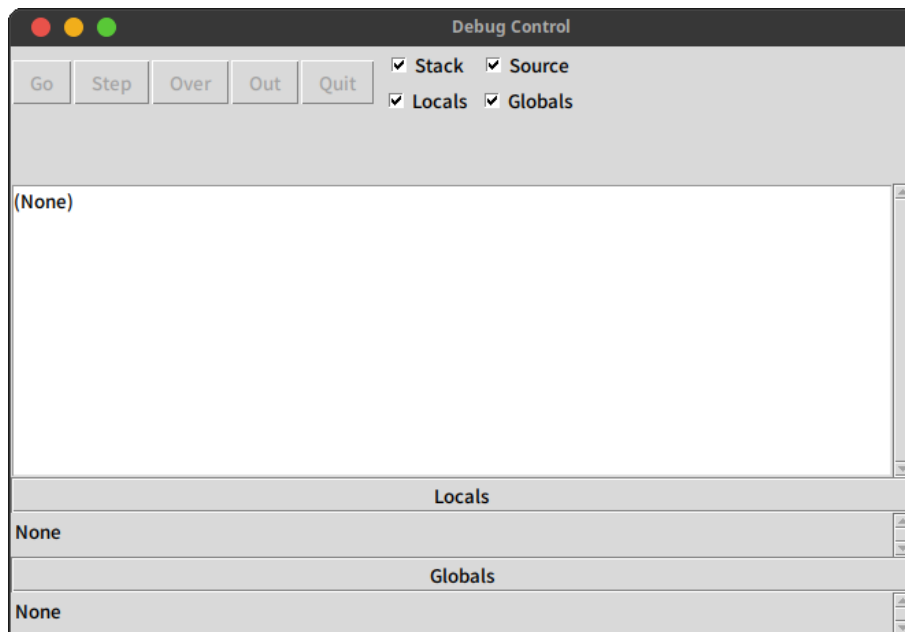 Debug Control
Go Step Over Out Quit
Stack Source
Locals Globals
(None)
Locals
None
Globals
None